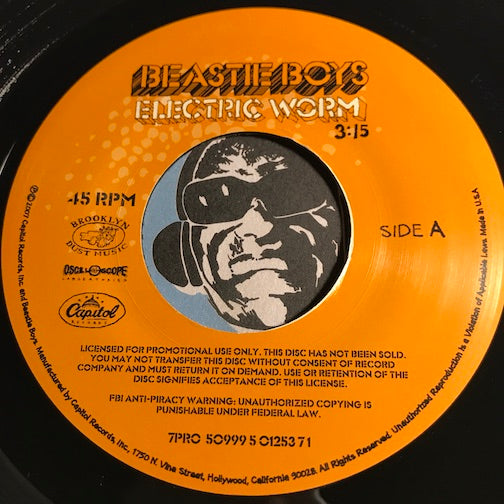 BEASTIE BOYS
ELECTRIC WORM
3:15
45 RPM
BROOKLYN
DUST MUSIC
OSCILLOSCOPE
LABORATORIES
Capitol
RECORDS
SIDE A
LICENSED FOR PROMOTIONAL USE ONLY. THIS DISC HAS NOT BEEN SOLD.
YOU MAY NOT TRANSFER THIS DISC WITHOUT CONSENT OF RECORD
COMPANY AND MUST RETURN IT ON DEMAND. USE OR RETENTION OF THE
DISC SIGNIFIES ACCEPTANCE OF THIS LICENSE.
FBI ANTI-PIRACY WARNING: UNAUTHORIZED COPYING IS
PUNISHABLE UNDER FEDERAL LAW.
7PRO 50999 5 01253 71
℗©2007 Capitol Records, Inc. and Beastie Boys. Manufactured by Capitol Records, Inc., 1750 N. Vine Street, Hollywood, California 90028. All Rights Reserved. Unauthorized Reproduction is a Violation of Applicable Laws. Made in U.S.A.